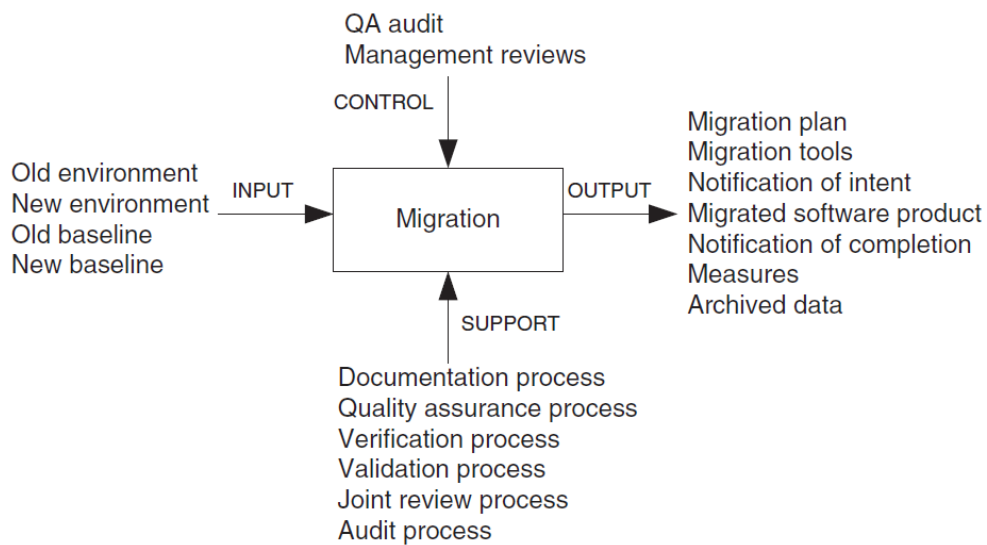 QA audit
Management reviews
CONTROL
Old environment
New environment
Old baseline
New baseline
INPUT
Migration
OUTPUT
Migration plan
Migration tools
Notification of intent
Migrated software product
Notification of completion
Measures
Archived data
SUPPORT
Documentation process
Quality assurance process
Verification process
Validation process
Joint review process
Audit process